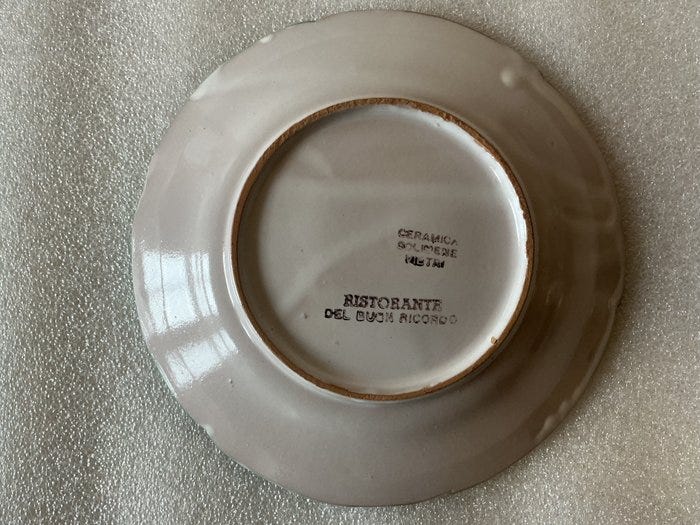 CERAMICA
SOLIMENE
VIETRI
RISTORANTE
DEL BUON RICORDO